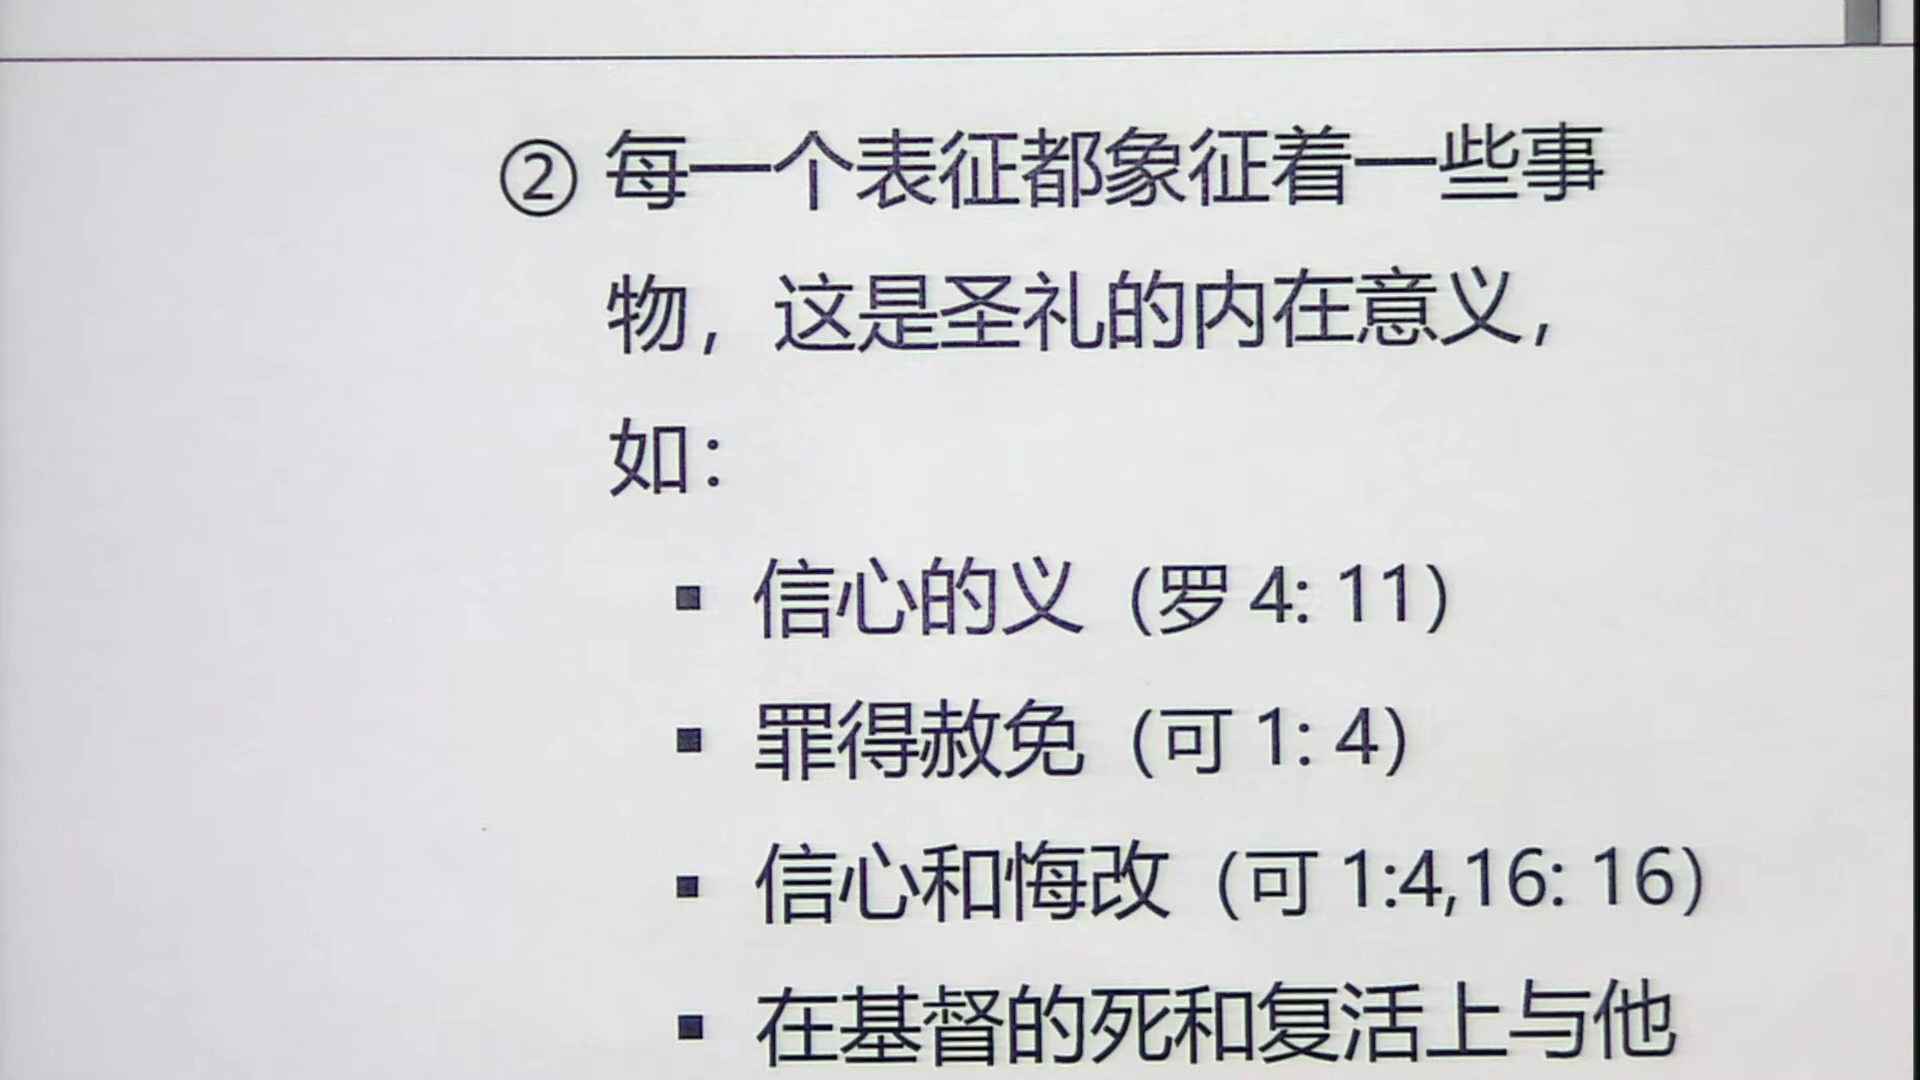 ② 每一个表征都象征着一些事
物，这是圣礼的内在意义，
如：
▪ 信心的义（罗 4: 11）
▪ 罪得赦免（可 1: 4）
▪ 信心和悔改（可 1:4,16: 16）
▪ 在基督的死和复活上与他